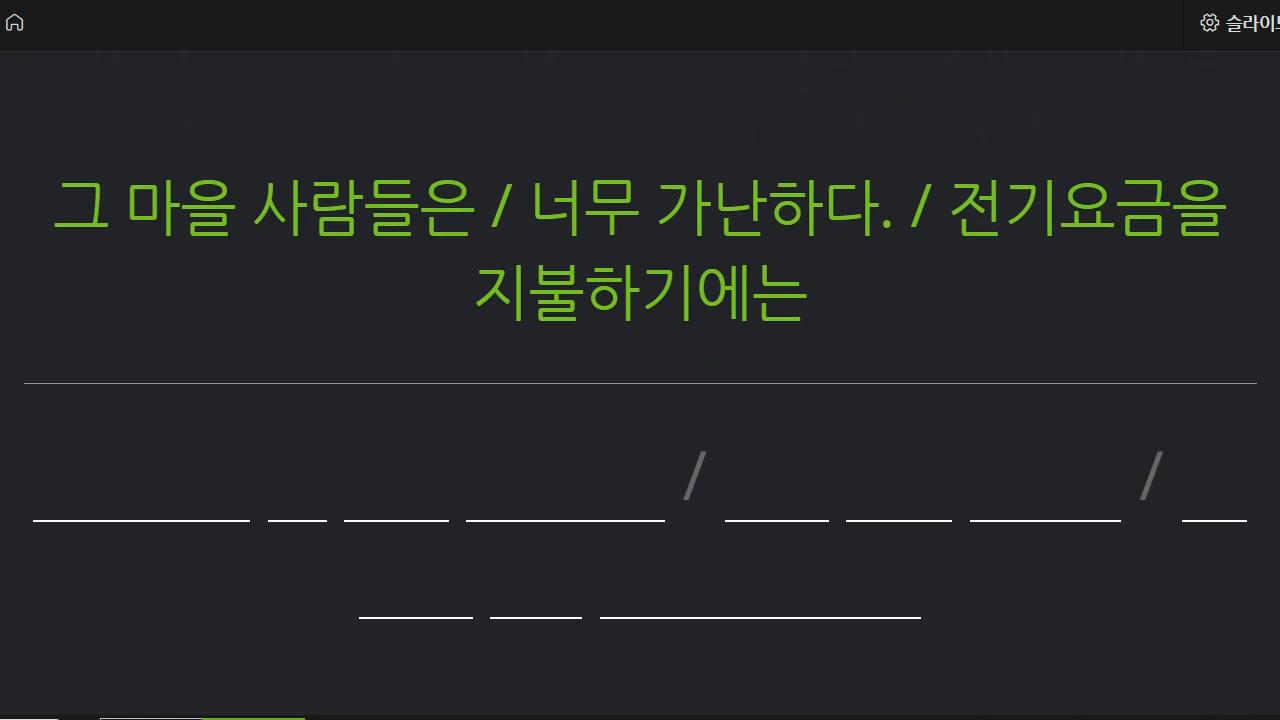 슬라이드
그 마을 사람들은 / 너무 가난하다. / 전기요금을
지불하기에는
/ /